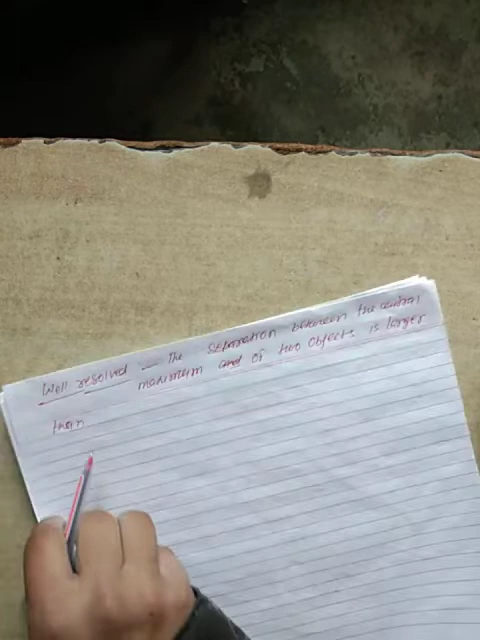 Well resolved - The separation between the central
maximum and of two objects is larger
than